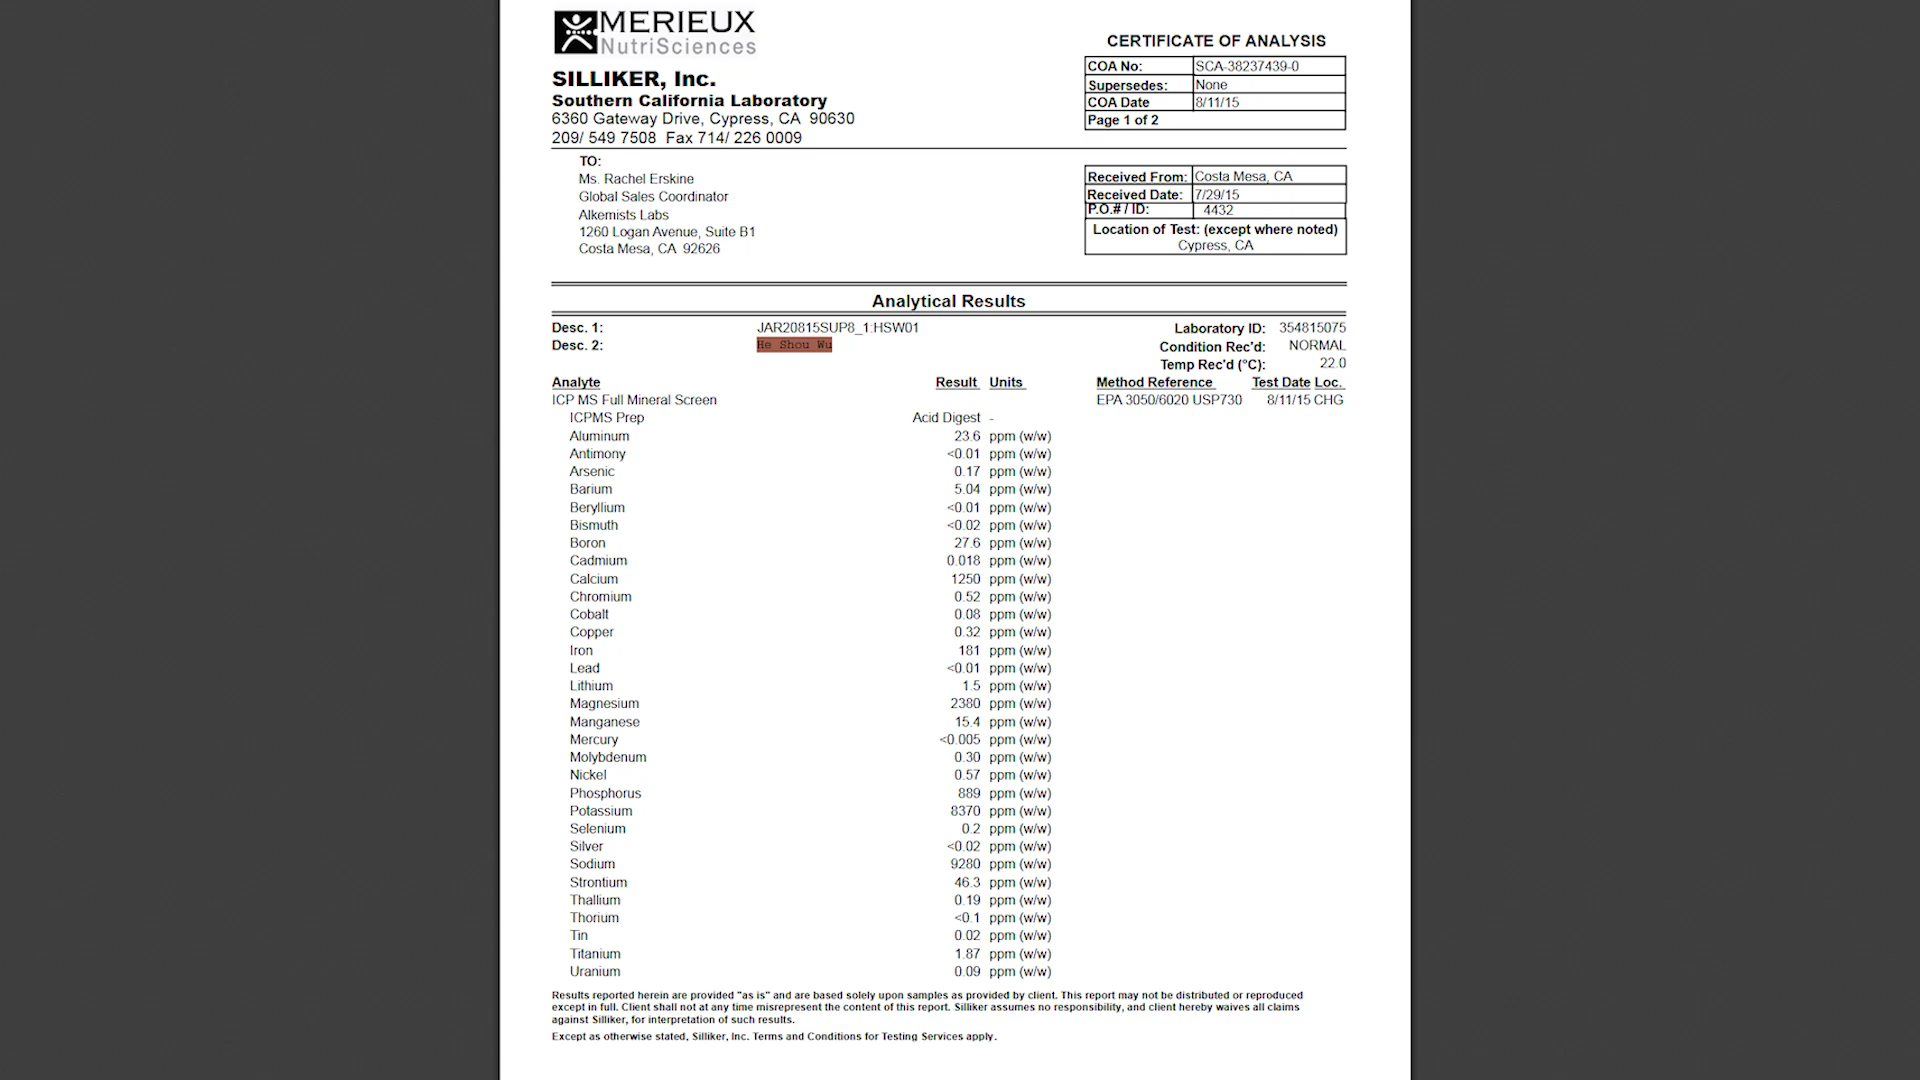 MERIEUX
NutriSciences
CERTIFICATE OF ANALYSIS
COA No: SCA-38237439-0
Supersedes: None
COA Date 8/11/15
Page 1 of 2
SILLIKER, Inc.
Southern California Laboratory
6360 Gateway Drive, Cypress, CA 90630
209/ 549 7508 Fax 714/ 226 0009
TO:
Ms. Rachel Erskine
Global Sales Coordinator
Alkemists Labs
1260 Logan Avenue, Suite B1
Costa Mesa, CA 92626
Received From: Costa Mesa, CA
Received Date: 7/29/15
P.O.# / ID: 4432
Location of Test: (except where noted)
Cypress, CA
Analytical Results
Desc. 1: JAR20815SUP8_1:HSW01 Laboratory ID: 354815075
Desc. 2: He Shou Wu Condition Rec'd: NORMAL
Temp Rec'd (°C): 22.0
Analyte Result Units Method Reference Test Date Loc.
ICP MS Full Mineral Screen EPA 3050/6020 USP730 8/11/15 CHG
ICPMS Prep Acid Digest -
Aluminum 23.6 ppm (w/w)
Antimony <0.01 ppm (w/w)
Arsenic 0.17 ppm (w/w)
Barium 5.04 ppm (w/w)
Beryllium <0.01 ppm (w/w)
Bismuth <0.02 ppm (w/w)
Boron 27.6 ppm (w/w)
Cadmium 0.018 ppm (w/w)
Calcium 1250 ppm (w/w)
Chromium 0.52 ppm (w/w)
Cobalt 0.08 ppm (w/w)
Copper 0.32 ppm (w/w)
Iron 181 ppm (w/w)
Lead <0.01 ppm (w/w)
Lithium 1.5 ppm (w/w)
Magnesium 2380 ppm (w/w)
Manganese 15.4 ppm (w/w)
Mercury <0.005 ppm (w/w)
Molybdenum 0.30 ppm (w/w)
Nickel 0.57 ppm (w/w)
Phosphorus 889 ppm (w/w)
Potassium 8370 ppm (w/w)
Selenium 0.2 ppm (w/w)
Silver <0.02 ppm (w/w)
Sodium 9280 ppm (w/w)
Strontium 46.3 ppm (w/w)
Thallium 0.19 ppm (w/w)
Thorium <0.1 ppm (w/w)
Tin 0.02 ppm (w/w)
Titanium 1.87 ppm (w/w)
Uranium 0.09 ppm (w/w)
Results reported herein are provided "as is" and are based solely upon samples as provided by client. This report may not be distributed or reproduced
except in full. Client shall not at any time misrepresent the content of this report. Silliker assumes no responsibility, and client hereby waives all claims
against Silliker, for interpretation of such results.
Except as otherwise stated, Silliker, Inc. Terms and Conditions for Testing Services apply.